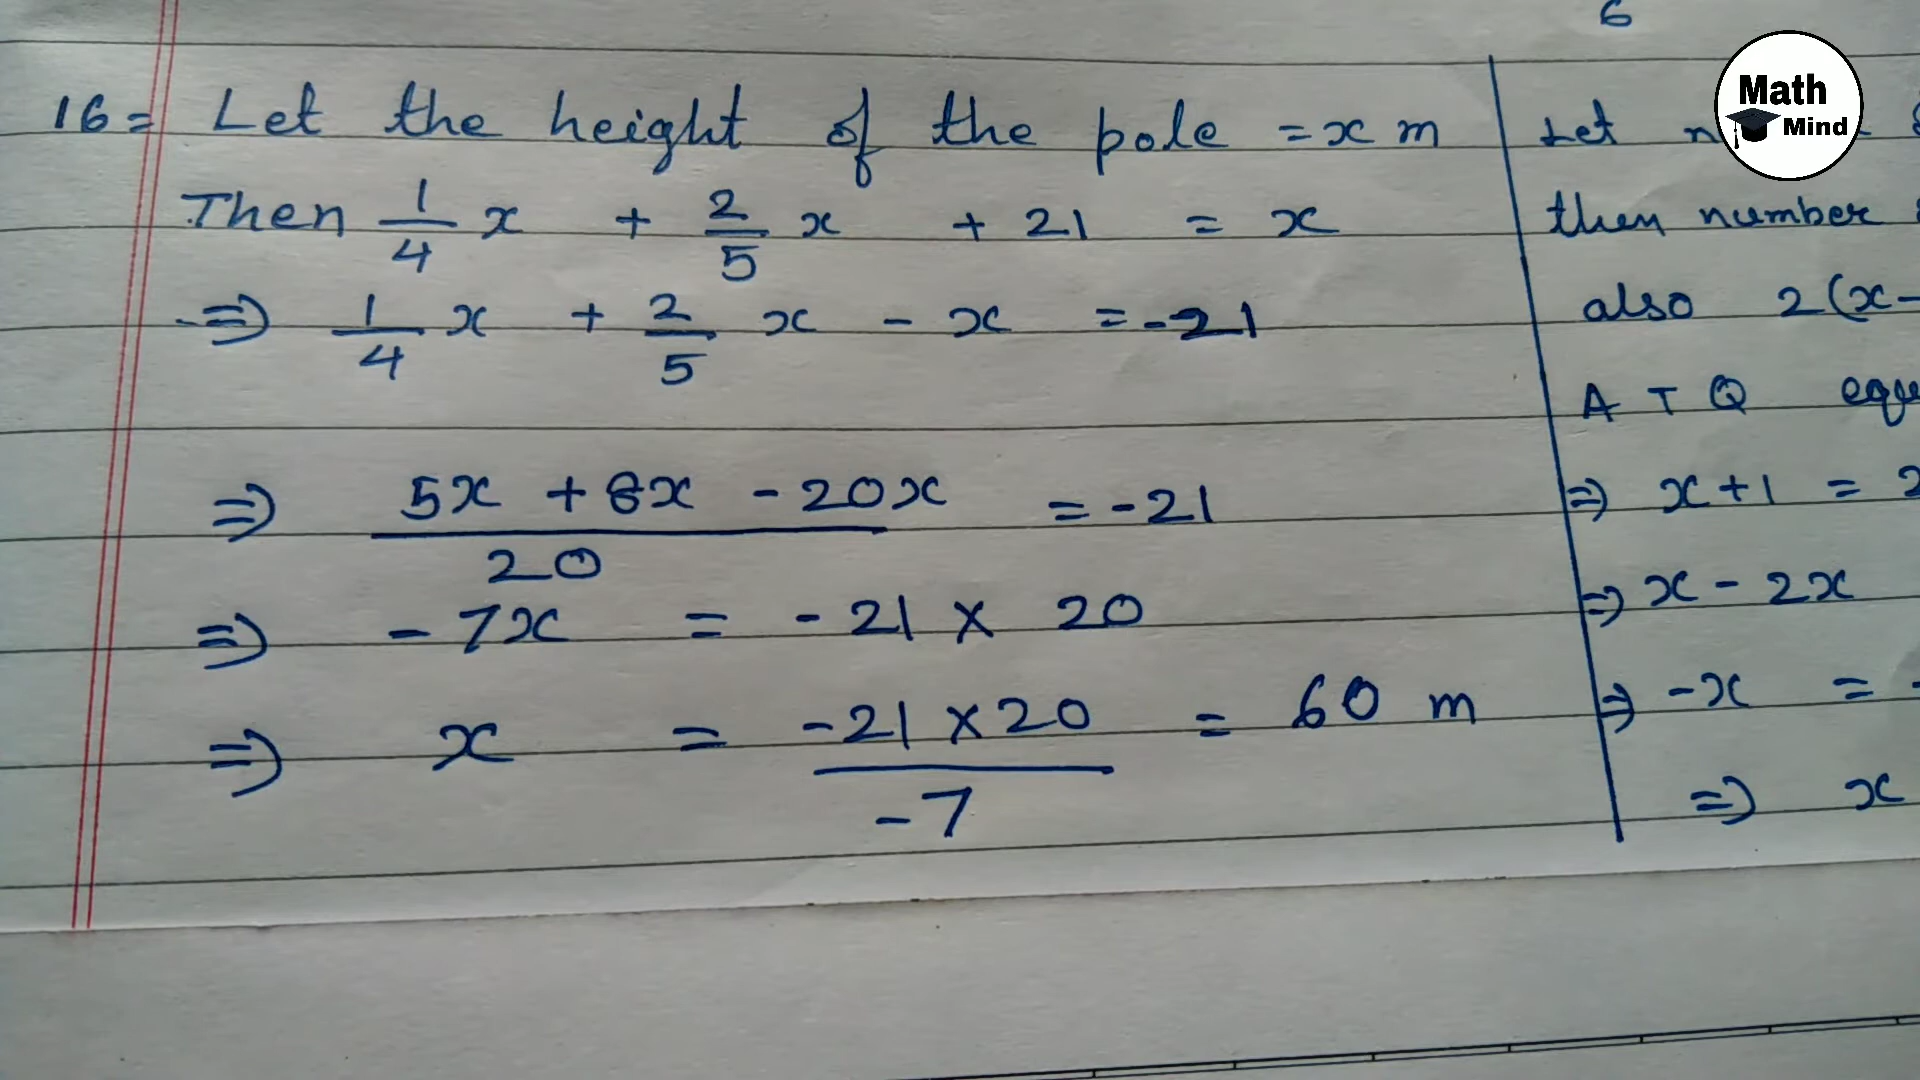 6
16= Let the height of the pole = x m
Then 1/4 x + 2/5 x + 21 = x
⇒ 1/4 x + 2/5 x - x = -21
⇒ (5x + 8x - 20x)/20 = -21
⇒ - 7x = - 21 × 20
⇒ x = (-21 × 20)/-7 = 60 m
Let
then number
also 2(x-
A T Q
⇒ x+1 = 2
⇒ x - 2x
⇒ -x = -
⇒ x
Math
Mind